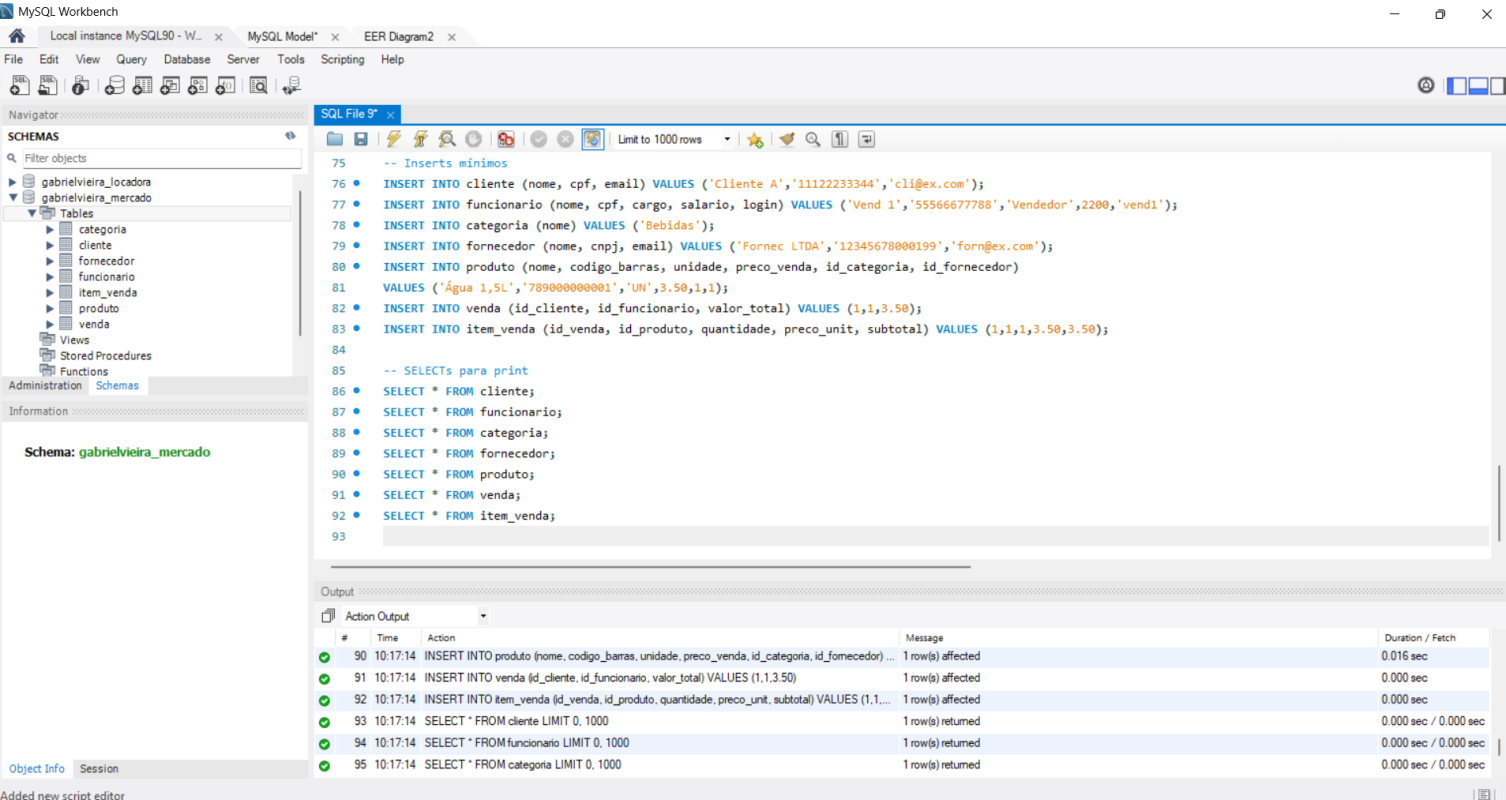 MySQL Workbench
Local instance MySQL90 - W...
MySQL Model*
EER Diagram2
File Edit View Query Database Server Tools Scripting Help
Navigator
SCHEMAS
Filter objects
gabrielvieira_locadora
gabrielvieira_mercado
Tables
categoria
cliente
fornecedor
funcionario
item_venda
produto
venda
Views
Stored Procedures
Functions
Administration Schemas
Information
Schema: gabrielvieira_mercado
Object Info Session
SQL File 9*
Limit to 1000 rows
75 -- Inserts mínimos
76 INSERT INTO cliente (nome, cpf, email) VALUES ('Cliente A','11122233344','cli@ex.com');
77 INSERT INTO funcionario (nome, cpf, cargo, salario, login) VALUES ('Vend 1','55566677788','Vendedor',2200,'vend1');
78 INSERT INTO categoria (nome) VALUES ('Bebidas');
79 INSERT INTO fornecedor (nome, cnpj, email) VALUES ('Fornec LTDA','12345678000199','forn@ex.com');
80 INSERT INTO produto (nome, codigo_barras, unidade, preco_venda, id_categoria, id_fornecedor)
81 VALUES ('Água 1,5L','789000000001','UN',3.50,1,1);
82 INSERT INTO venda (id_cliente, id_funcionario, valor_total) VALUES (1,1,3.50);
83 INSERT INTO item_venda (id_venda, id_produto, quantidade, preco_unit, subtotal) VALUES (1,1,1,3.50,3.50);
84
85 -- SELECTs para print
86 SELECT * FROM cliente;
87 SELECT * FROM funcionario;
88 SELECT * FROM categoria;
89 SELECT * FROM fornecedor;
90 SELECT * FROM produto;
91 SELECT * FROM venda;
92 SELECT * FROM item_venda;
93
Output
Action Output
# Time Action Message Duration / Fetch
90 10:17:14 INSERT INTO produto (nome, codigo_barras, unidade, preco_venda, id_categoria, id_fornecedor) ... 1 row(s) affected 0.016 sec
91 10:17:14 INSERT INTO venda (id_cliente, id_funcionario, valor_total) VALUES (1,1,3.50) 1 row(s) affected 0.000 sec
92 10:17:14 INSERT INTO item_venda (id_venda, id_produto, quantidade, preco_unit, subtotal) VALUES (1,1,... 1 row(s) affected 0.000 sec
93 10:17:14 SELECT * FROM cliente LIMIT 0, 1000 1 row(s) returned 0.000 sec / 0.000 sec
94 10:17:14 SELECT * FROM funcionario LIMIT 0, 1000 1 row(s) returned 0.000 sec / 0.000 sec
95 10:17:14 SELECT * FROM categoria LIMIT 0, 1000 1 row(s) returned 0.000 sec / 0.000 sec
Added new script editor